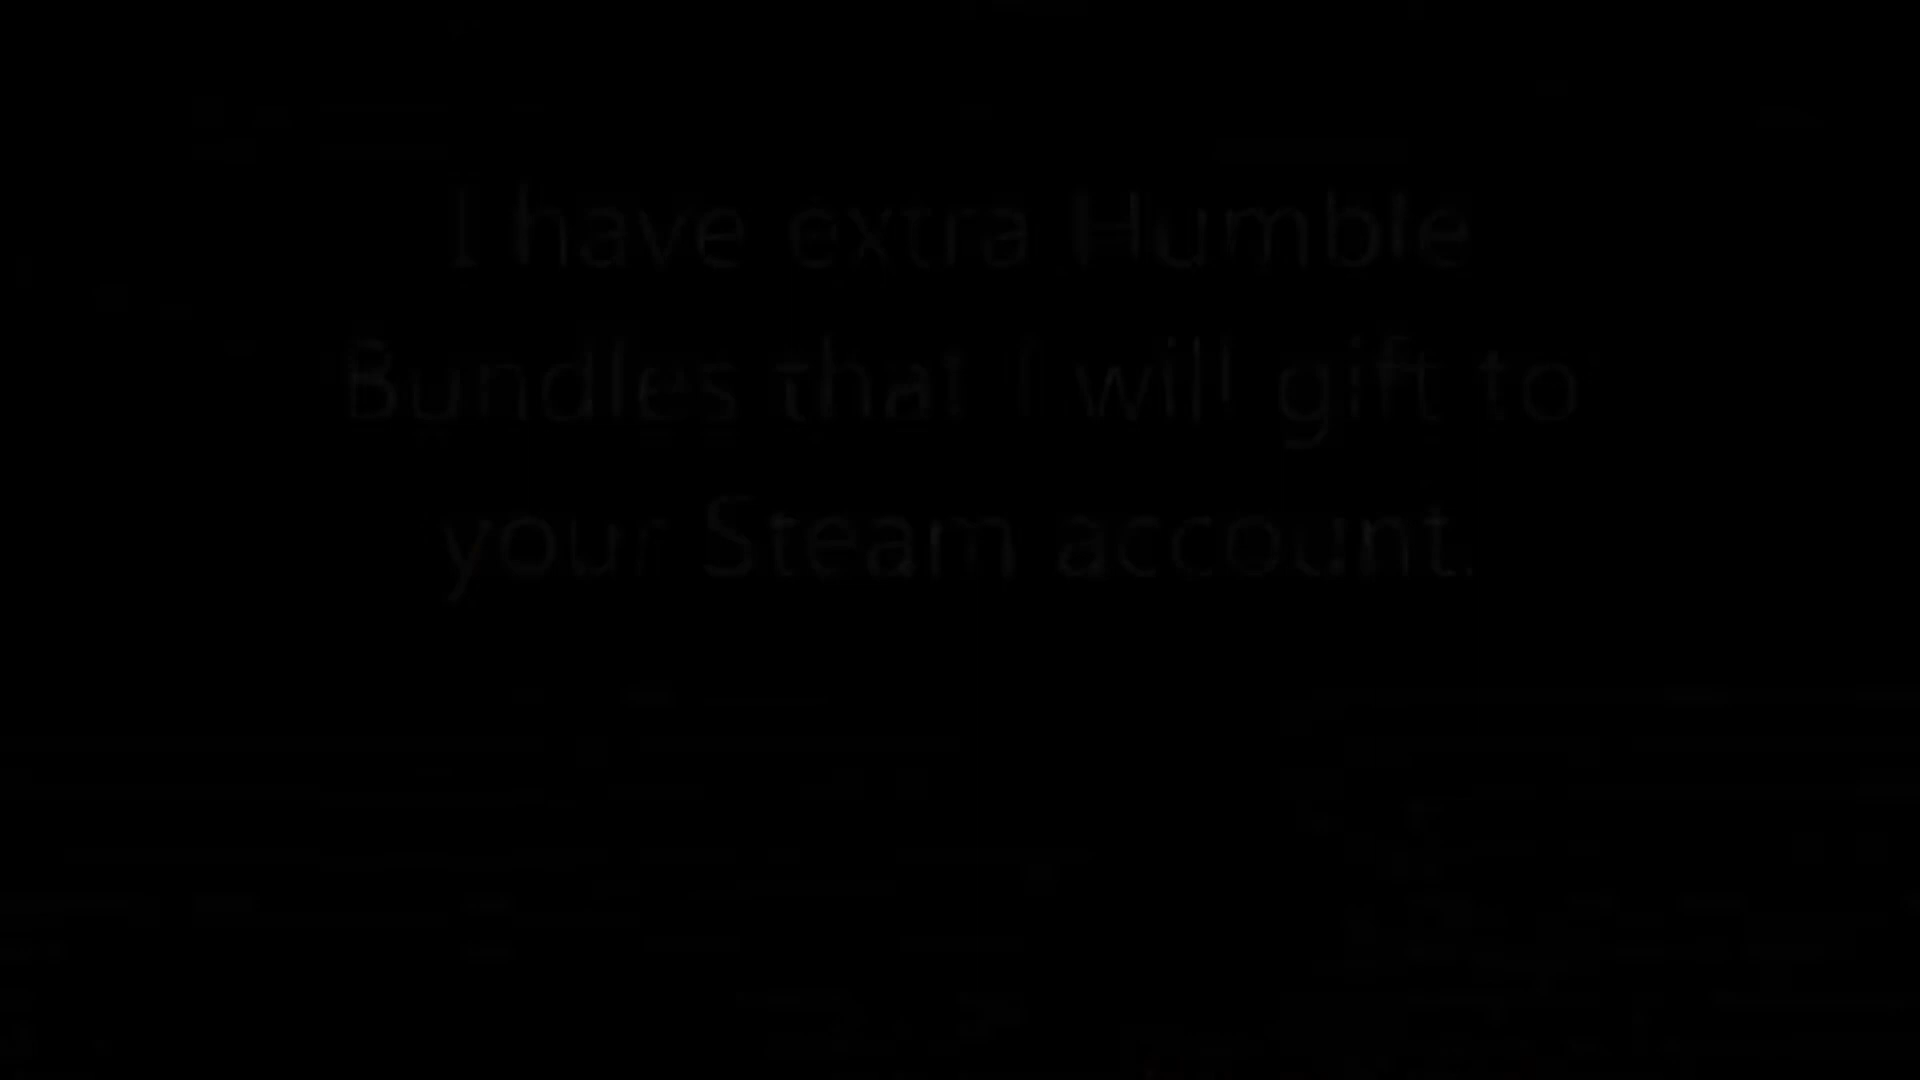 I have extra Humble
Bundles that I will gift to
your Steam account.